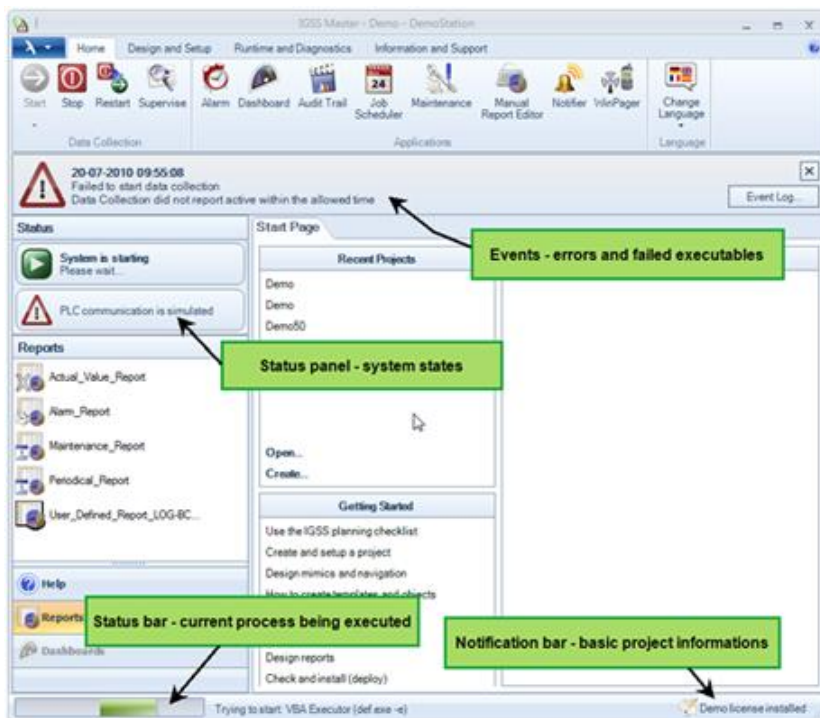 IGSS Master - Demo - DemoStation
Home Design and Setup Runtime and Diagnostics Information and Support
Start Stop Restart Supervise Alarm Dashboard Audit Trail Job Scheduler Maintenance Manual Report Editor Notifier WinPager Change Language
Data Collection Applications Language
20-07-2010 09:55:08
Failed to start data collection
Data Collection did not report active within the allowed time
Event Log...
Events - errors and failed executables
Status
System is starting
Please wait...
PLC communication is simulated
Status panel - system states
Reports
Actual_Value_Report
Alarm_Report
Maintenance_Report
Periodical_Report
User_Defined_Report_LOG-BC...
Help
Reports
Dashboards
Start Page
Recent Projects
Demo
Demo
Demo50
Open...
Create...
Getting Started
Use the IGSS planning checklist
Create and setup a project
Design mimics and navigation
How to create templates and objects
Status bar - current process being executed
Design reports
Check and install (deploy)
Notification bar - basic project informations
Trying to start: VBA Executor (def.exe -e)
Demo license installed